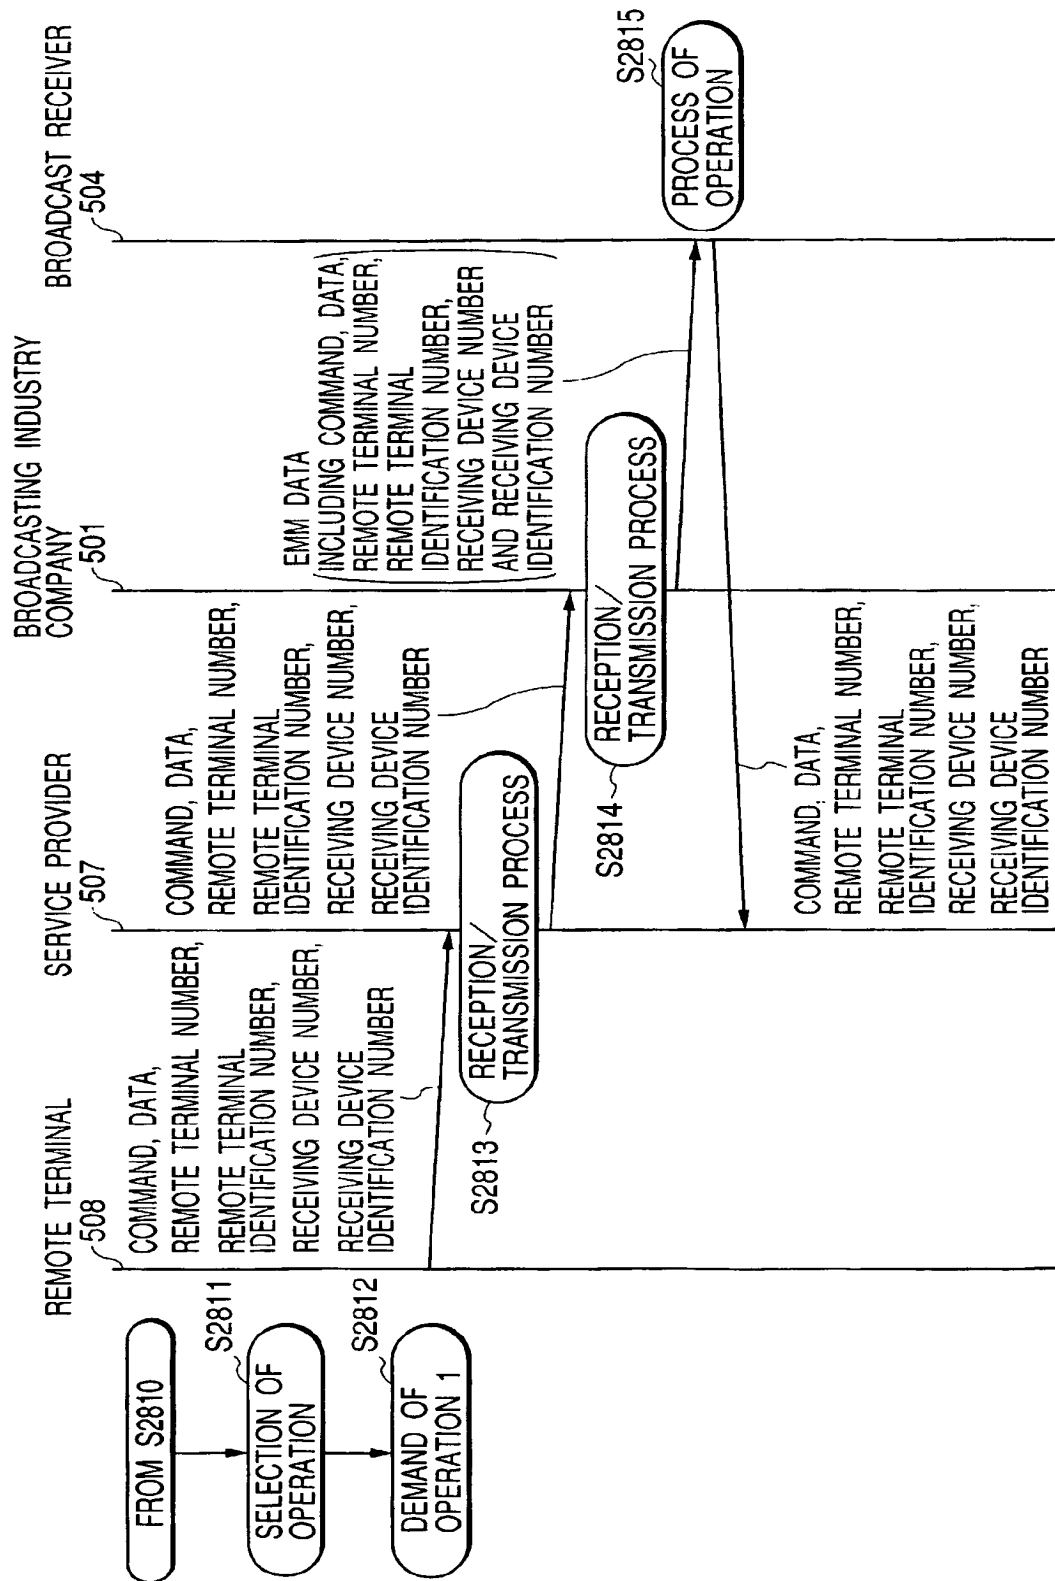 REMOTE TERMINAL
508
SERVICE PROVIDER
507
BROADCASTING INDUSTRY
COMPANY
501
BROADCAST RECEIVER
504
FROM S2810
S2811
SELECTION OF
OPERATION
S2812
DEMAND OF
OPERATION 1
COMMAND, DATA,
REMOTE TERMINAL NUMBER,
REMOTE TERMINAL
IDENTIFICATION NUMBER,
RECEIVING DEVICE NUMBER,
RECEIVING DEVICE
IDENTIFICATION NUMBER
S2813
RECEPTION/
TRANSMISSION PROCESS
COMMAND, DATA,
REMOTE TERMINAL NUMBER,
REMOTE TERMINAL
IDENTIFICATION NUMBER,
RECEIVING DEVICE NUMBER,
RECEIVING DEVICE
IDENTIFICATION NUMBER
S2814
RECEPTION/
TRANSMISSION PROCESS
EMM DATA
INCLUDING COMMAND, DATA,
REMOTE TERMINAL NUMBER,
REMOTE TERMINAL
IDENTIFICATION NUMBER,
RECEIVING DEVICE NUMBER
AND RECEIVING DEVICE
IDENTIFICATION NUMBER
S2815
PROCESS OF
OPERATION
COMMAND, DATA,
REMOTE TERMINAL NUMBER,
REMOTE TERMINAL
IDENTIFICATION NUMBER,
RECEIVING DEVICE NUMBER,
RECEIVING DEVICE
IDENTIFICATION NUMBER